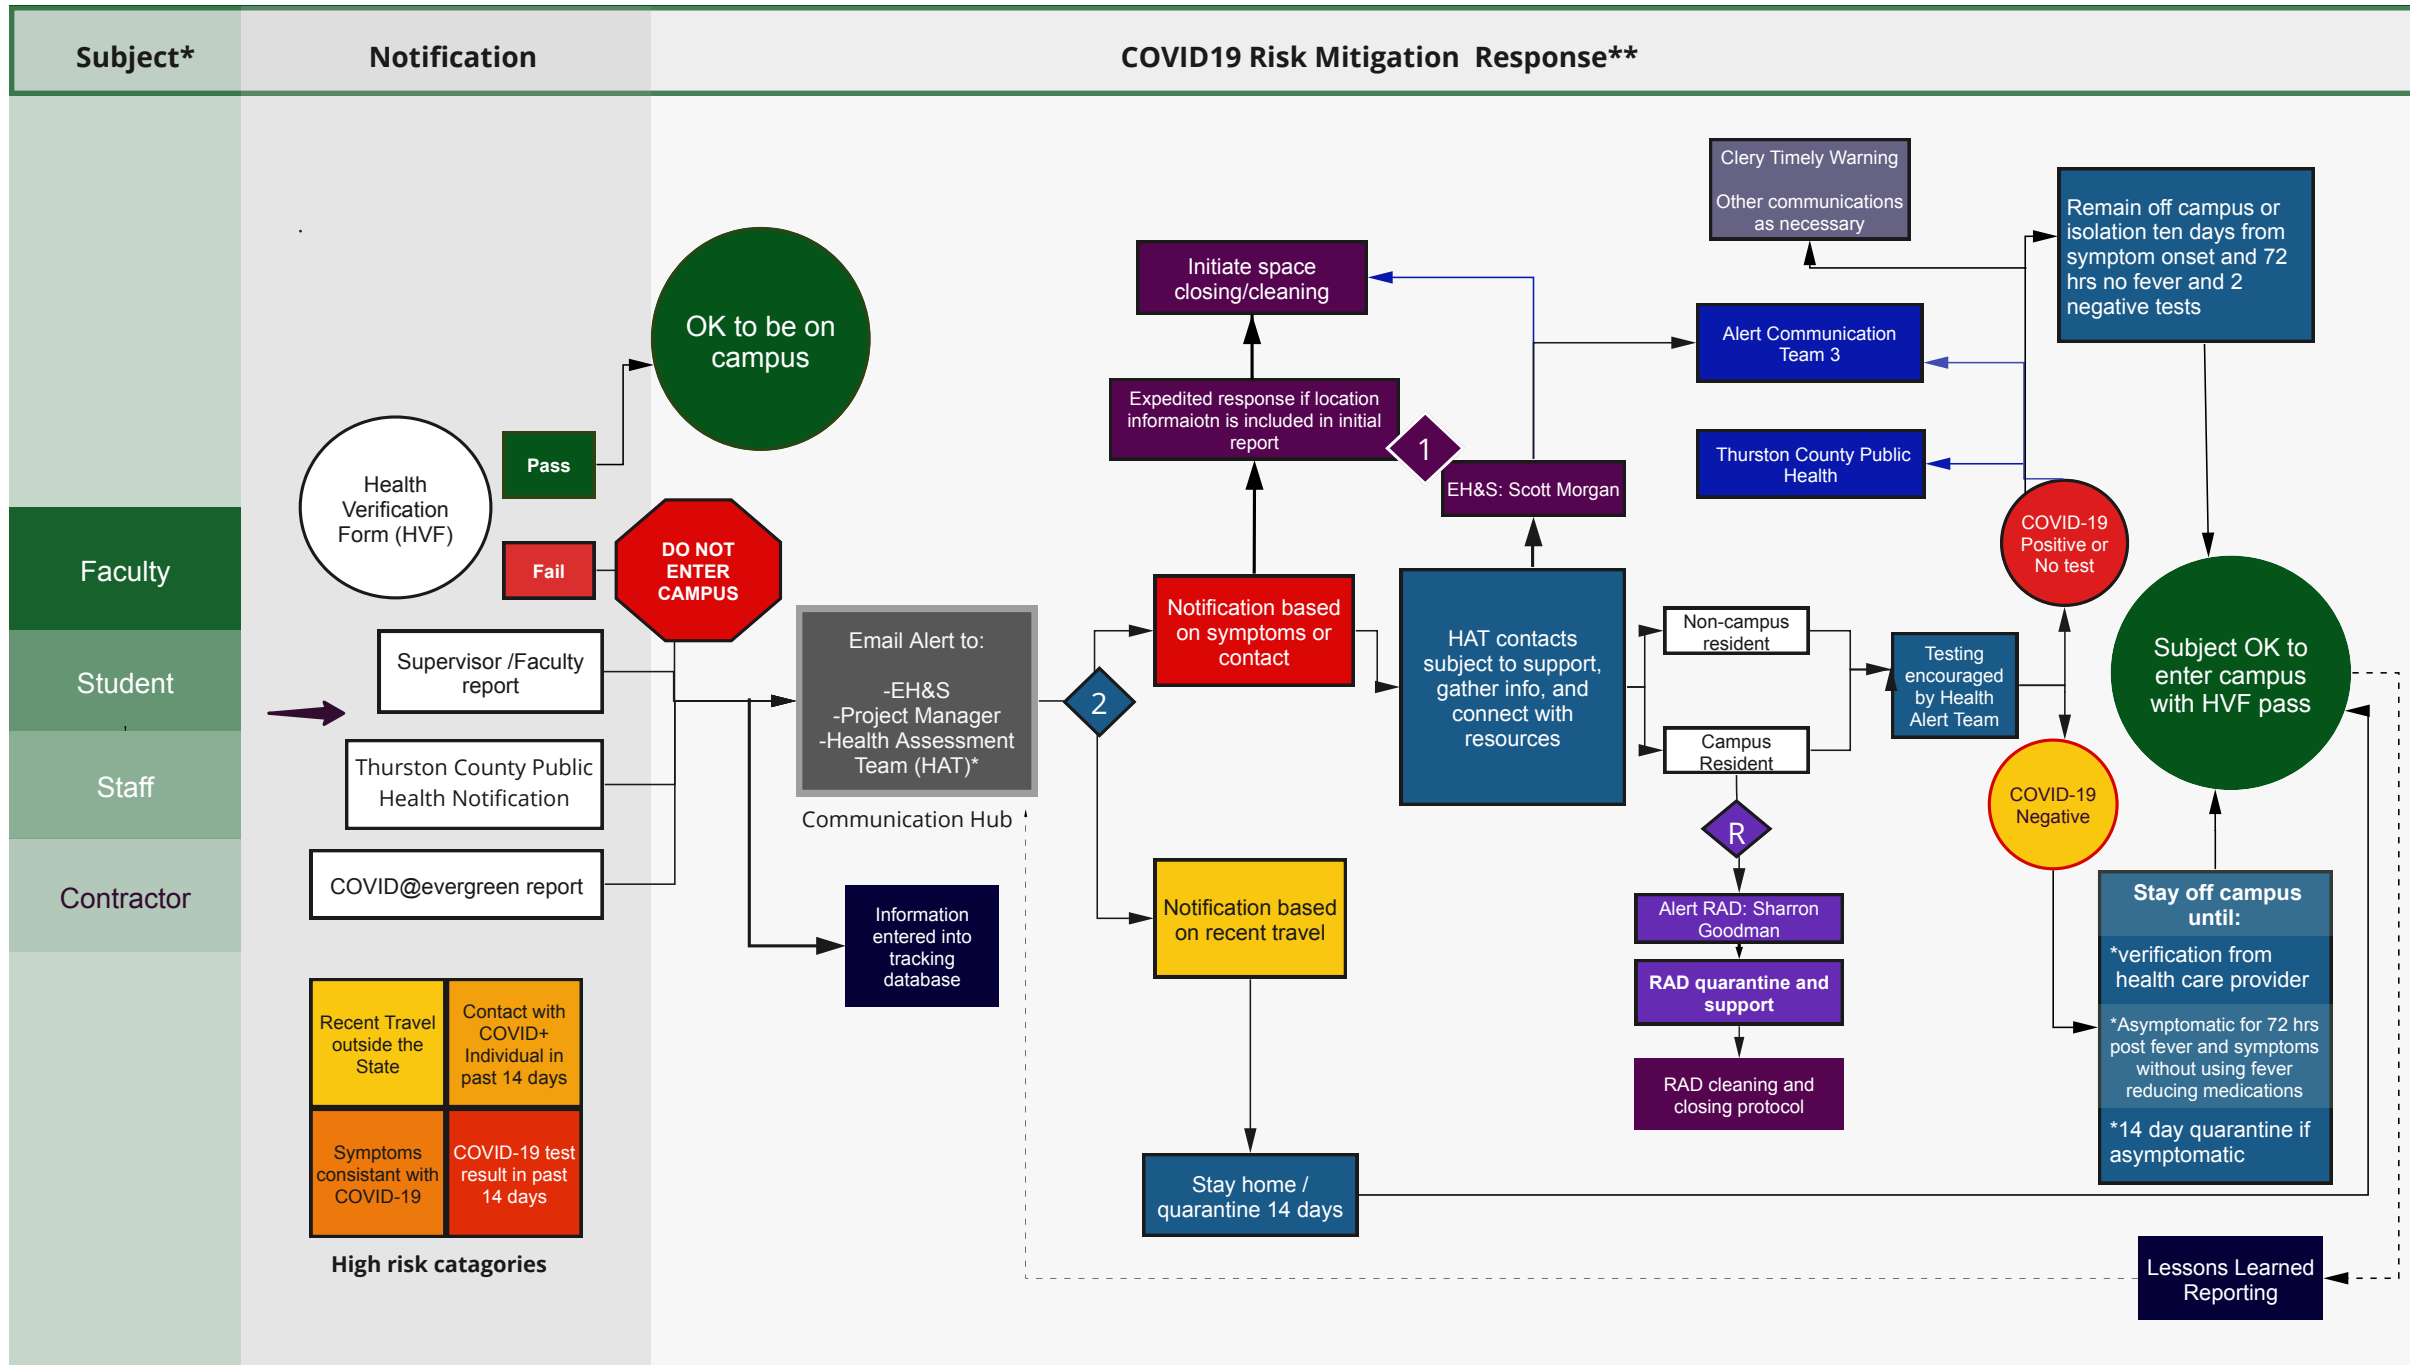 Subject*
Notification
COVID19 Risk Mitigation  Response**
Faculty
Student
Staff
Contractor
Health
Verification
Form (HVF)
Pass
Fail
OK to be on
campus
DO NOT
ENTER
CAMPUS
Supervisor /Faculty
report
Thurston County Public
Health Notification
COVID@evergreen report
Recent Travel
outside the
State
Contact with
COVID+
Individual in
past 14 days
Symptoms
consistant with
COVID-19
COVID-19 test
result in past
14 days
High risk catagories
Email Alert to:
-EH&S
-Project Manager
-Health Assessment
Team (HAT)*
Communication Hub
Information
entered into
tracking
database
2
Notification based
on symptoms or
contact
Notification based
on recent travel
Stay home /
quarantine 14 days
Initiate space
closing/cleaning
Expedited response if location
informaiotn is included in initial
report
1
EH&S: Scott Morgan
HAT contacts
subject to support,
gather info, and
connect with
resources
Non-campus
resident
Campus
Resident
R
Alert RAD: Sharron
Goodman
RAD quarantine and
support
RAD cleaning and
closing protocol
Clery Timely Warning
Other communications
as necessary
Alert Communication
Team 3
Thurston County Public
Health
Testing
encouraged
by Health
Alert Team
COVID-19
Positive or
No test
COVID-19
Negative
Remain off campus or
isolation ten days from
symptom onset and 72
hrs no fever and 2
negative tests
Subject OK to
enter campus
with HVF pass
Stay off campus
until:
*verification from
health care provider
*Asymptomatic for 72 hrs
post fever and symptoms
without using fever
reducing medications
*14 day quarantine if
asymptomatic
Lessons Learned
Reporting